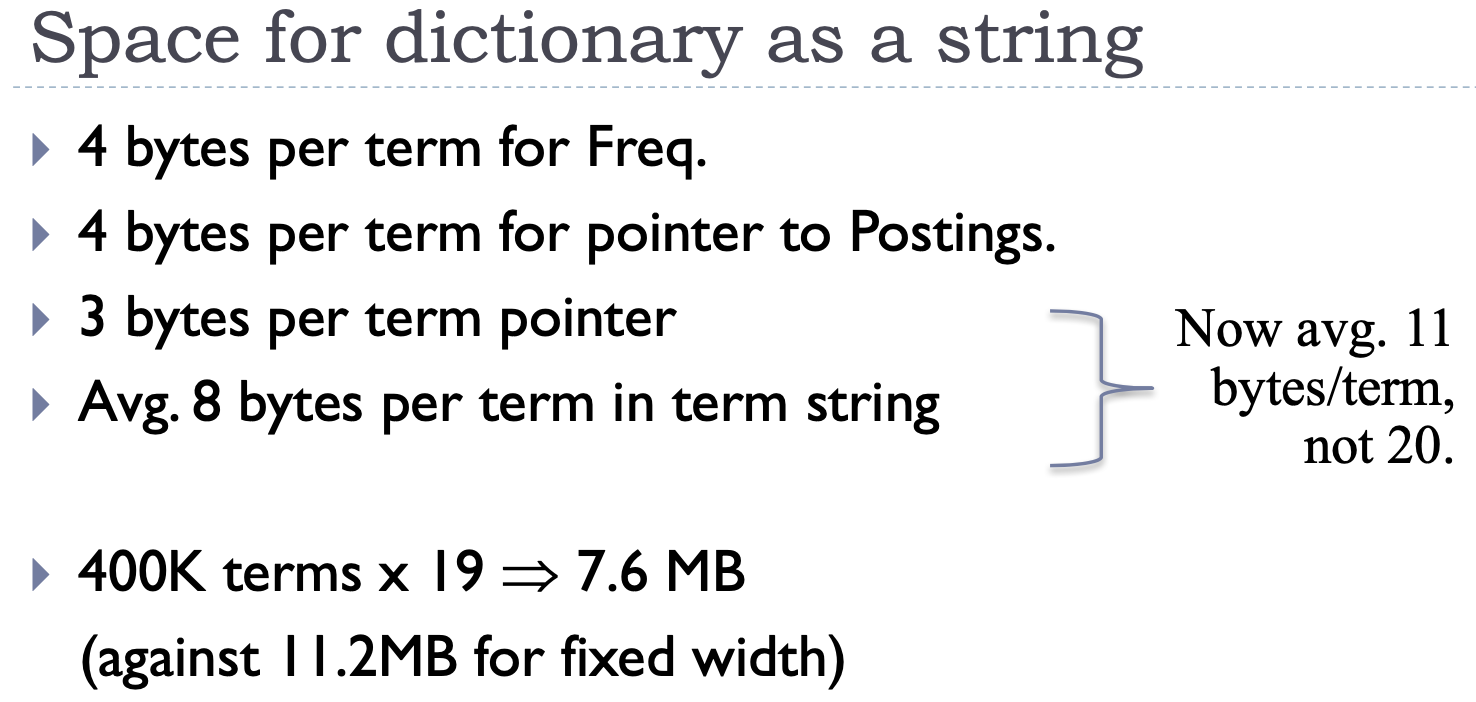 Space for dictionary as a string
4 bytes per term for Freq.
4 bytes per term for pointer to Postings.
3 bytes per term pointer
Avg. 8 bytes per term in term string
Now avg. 11
bytes/term,
not 20.
400K terms x 19 ⇒ 7.6 MB
(against 11.2MB for fixed width)